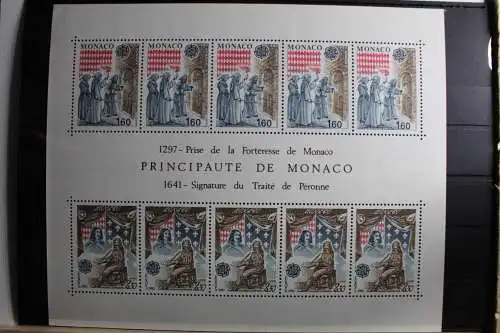 MONACO MONACO MONACO MONACO MONACO
1.60 1.60 1.60 1.60 1.60
1297 - Prise de la Forteresse de Monaco
PRINCIPAUTE DE MONACO
1641 - Signature du Traité de Peronne